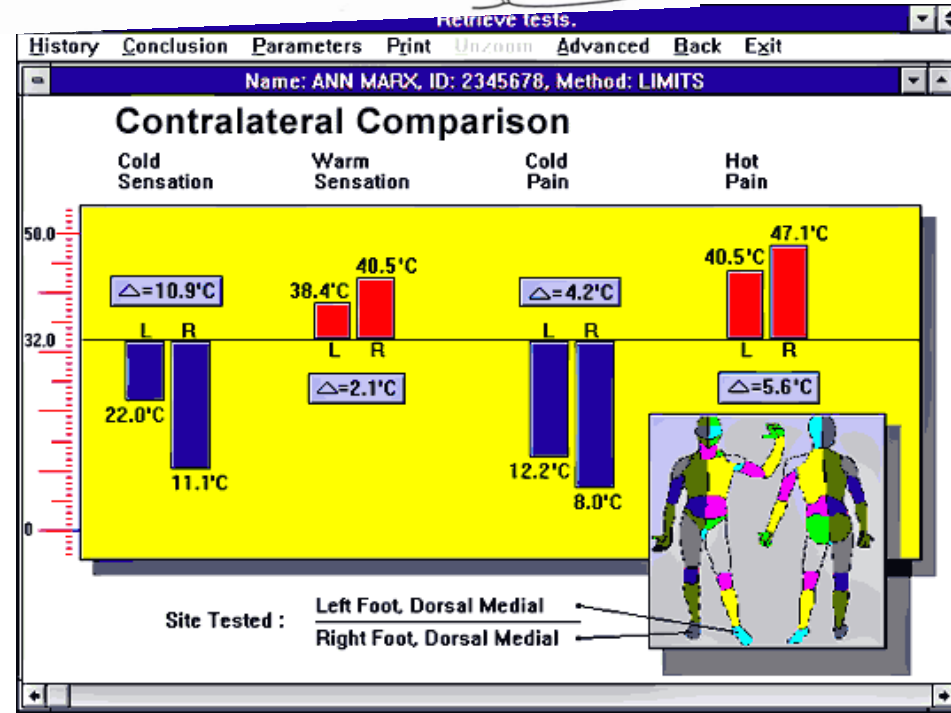 Retrieve tests.
History Conclusion Parameters Print Unzoom Advanced Back Exit
Name: ANN MARX, ID: 2345678, Method: LIMITS
Contralateral Comparison
Cold Sensation
Warm Sensation
Cold Pain
Hot Pain
50.0
32.0
0
△=10.9'C
L R
22.0'C
11.1'C
38.4'C
40.5'C
L R
△=2.1'C
△=4.2'C
L R
12.2'C
8.0'C
40.5'C
47.1'C
L R
△=5.6'C
Site Tested :
Left Foot, Dorsal Medial
Right Foot, Dorsal Medial